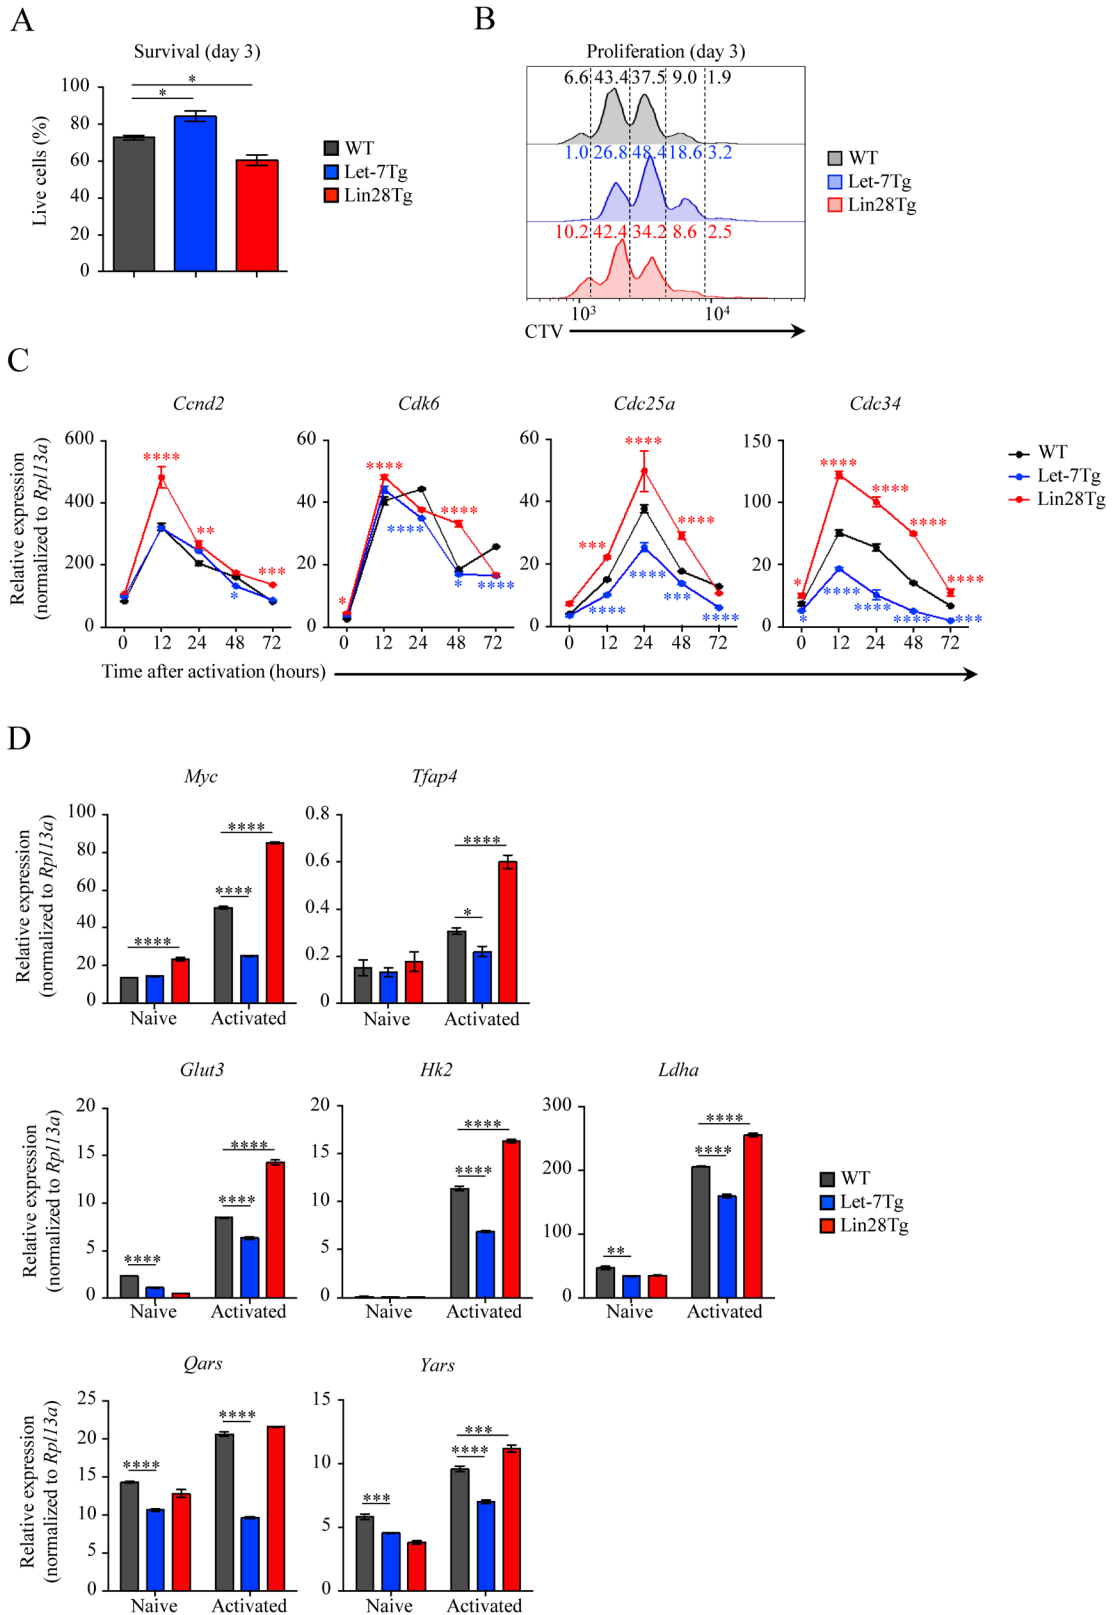 A
Survival (day 3)
Live cells (%)
100
80
60
40
20
0
*
*
WT
Let-7Tg
Lin28Tg
B
Proliferation (day 3)
6.6 43.4 37.5 9.0 1.9
1.0 26.8 48.4 18.6 3.2
10.2 42.4 34.2 8.6 2.5
10³ 10⁴
CTV
WT
Let-7Tg
Lin28Tg
C
Relative expression
(normalized to Rpl13a)
Ccnd2
600
400
200
0
****
**
***
*
0 12 24 48 72
Cdk6
60
40
20
0
*
****
****
****
*
****
0 12 24 48 72
Cdc25a
60
20
20
0
****
***
****
****
****
***
****
0 12 24 48 72
Cdc34
150
100
20
0
*
****
****
****
****
*
****
****
****
***
0 12 24 48 72
WT
Let-7Tg
Lin28Tg
Time after activation (hours)
D
Relative expression
(normalized to Rpl13a)
Myc
100
80
60
40
20
0
****
****
****
Naive Activated
Tfap4
0.8
0.6
0.4
0.2
0
****
*
Naive Activated
Relative expression
(normalized to Rpl13a)
Glut3
20
15
10
5
0
****
****
****
Naive Activated
Hk2
20
15
10
5
0
****
****
Naive Activated
Ldha
300
200
100
0
**
****
****
Naive Activated
WT
Let-7Tg
Lin28Tg
Relative expression
(normalized to Rpl13a)
Qars
25
20
15
10
5
0
****
****
Naive Activated
Yars
15
10
5
0
***
***
****
Naive Activated